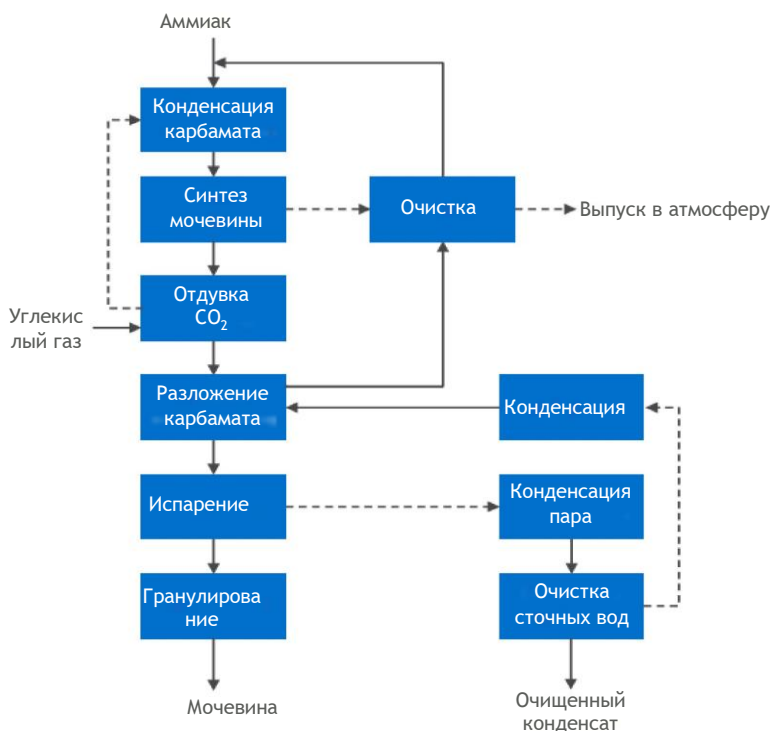 Аммиак
Конденсация
карбамата
Синтез
мочевины
Очистка
Выпуск в атмосферу
Отдувка
CO₂
Углекис
лый газ
Разложение
карбамата
Конденсация
Испарение
Конденсация
пара
Гранулирова
ние
Очистка
сточных вод
Мочевина
Очищенный
конденсат